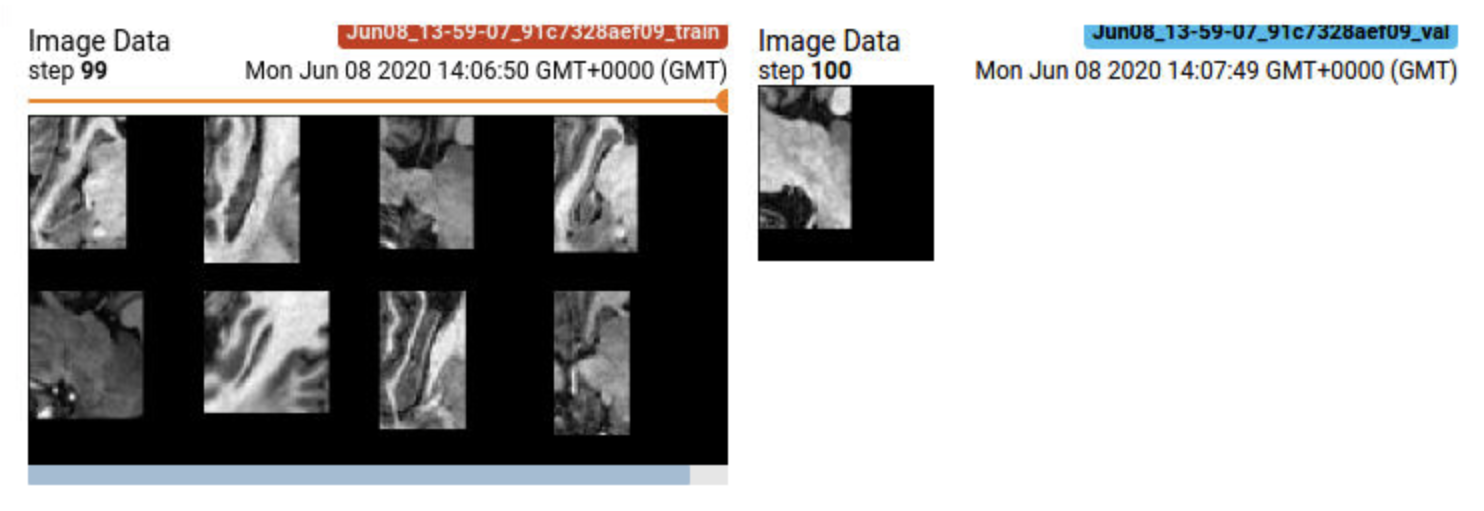 Jun08_13-59-07_91c7328aef09_train
Image Data
step 99
Mon Jun 08 2020 14:06:50 GMT+0000 (GMT)
Jun08_13-59-07_91c7328aef09_val
Image Data
step 100
Mon Jun 08 2020 14:07:49 GMT+0000 (GMT)